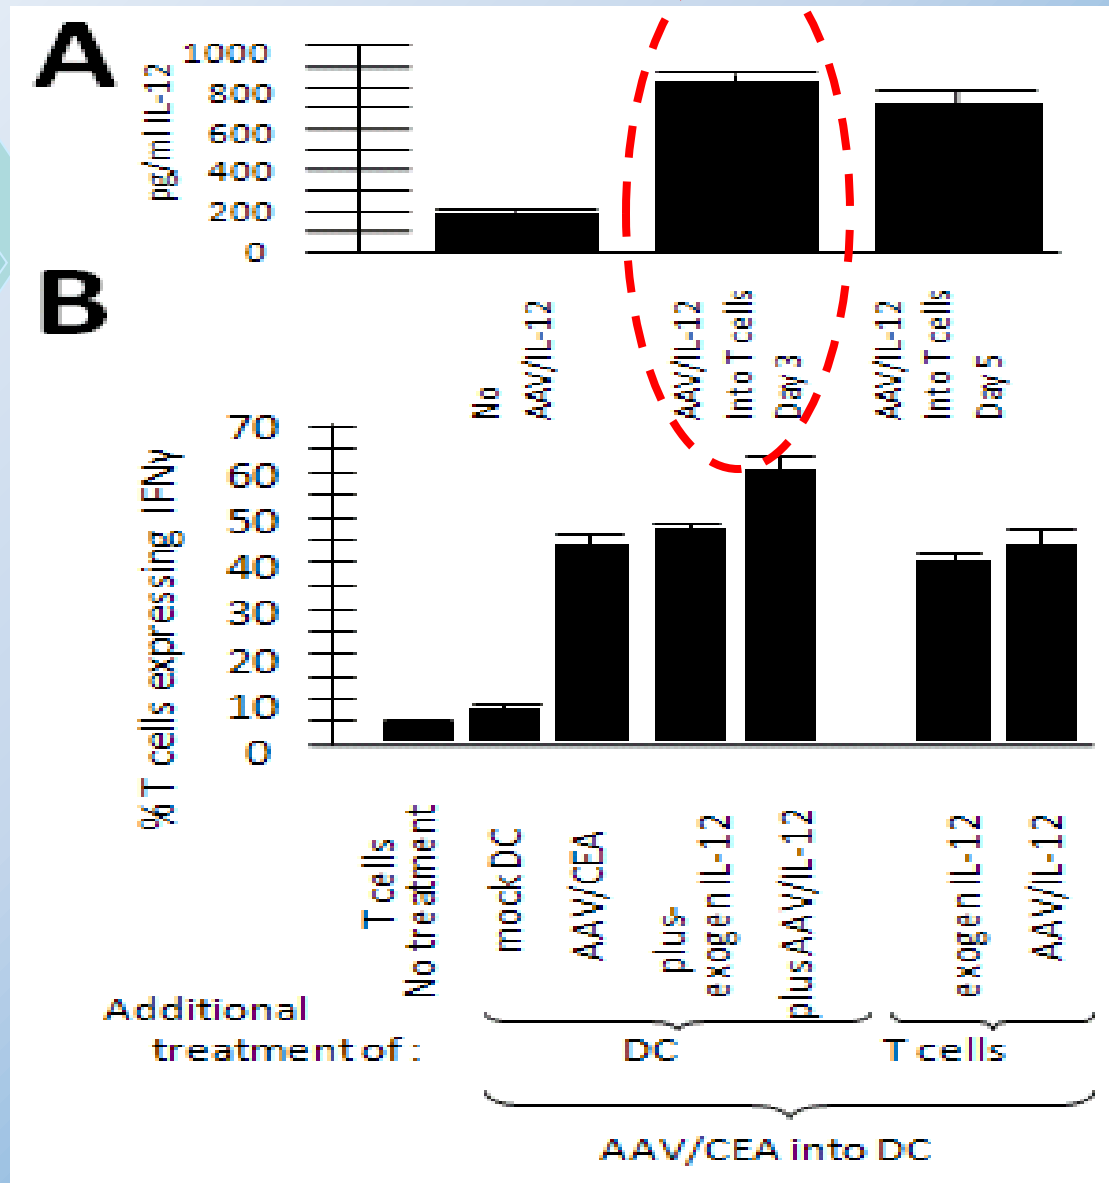 A
pg/ml IL-12
1000
800
600
400
200
0
No
AAV/IL-12
AAV/IL-12
Into T cells
Day 3
AAV/IL-12
Into T cells
Day 5
B
% T cells expressing IFNγ
70
60
50
40
30
20
10
0
T cells
No treatment
mock DC
AAV/CEA
plus-
exogen IL-12
plus AAV/IL-12
exogen IL-12
AAV/IL-12
Additional
treatment of :
DC
T cells
AAV/CEA into DC